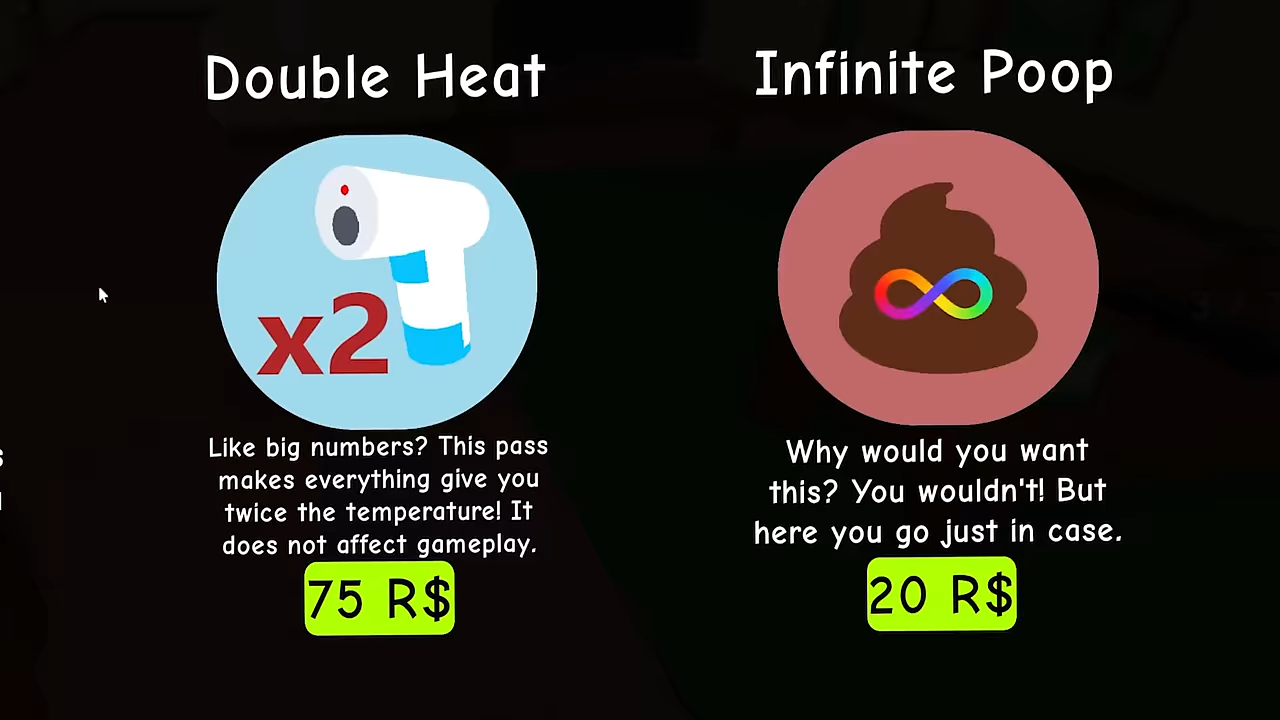 Double Heat
x2
Like big numbers? This pass
makes everything give you
twice the temperature! It
does not affect gameplay.
75 R$
Infinite Poop
Why would you want
this? You wouldn't! But
here you go just in case.
20 R$